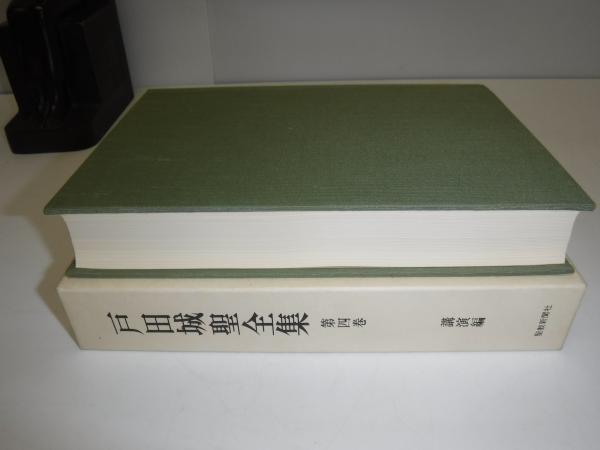 戸田城聖全集
第四巻
講演編
聖教新聞社